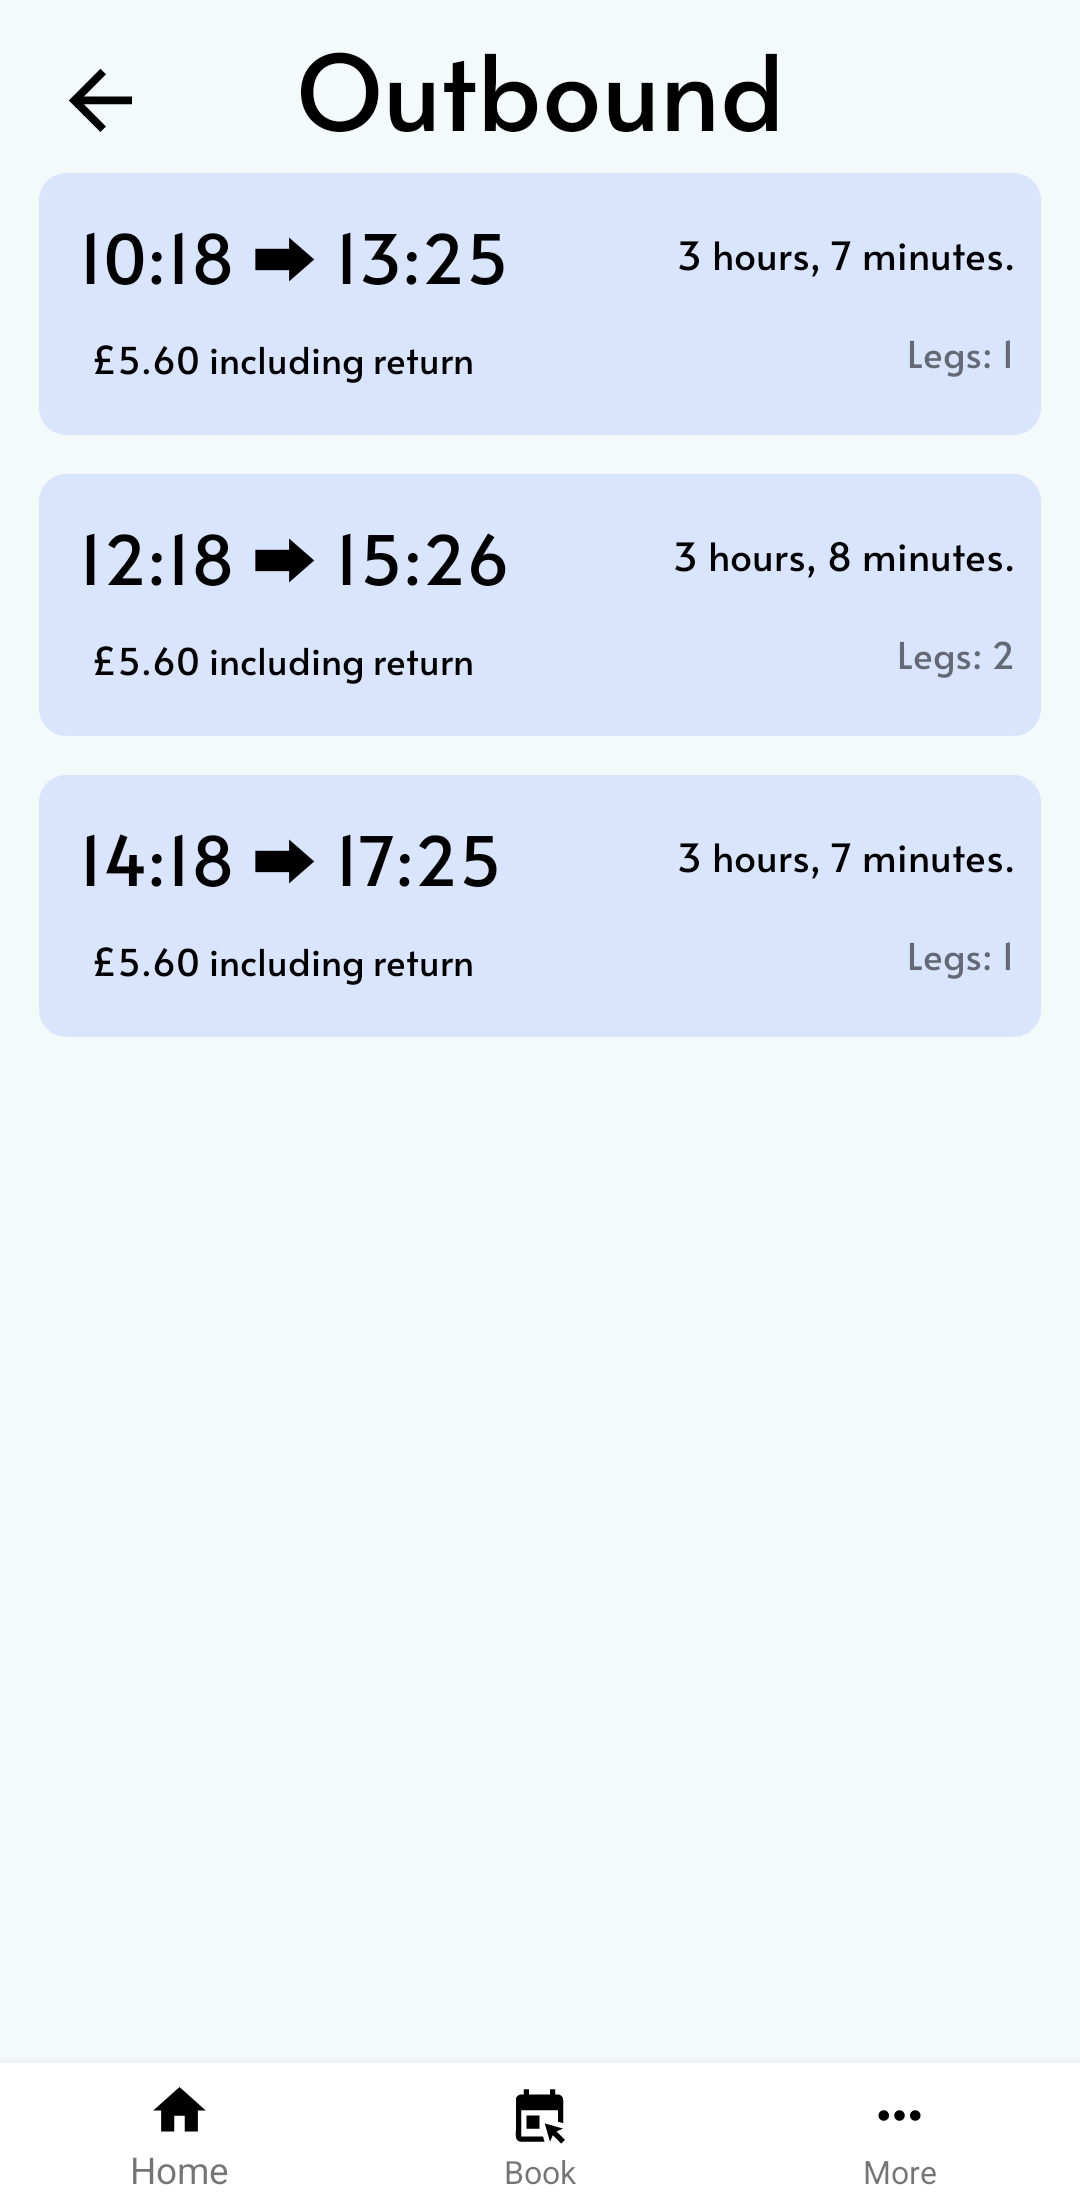 Outbound
10:18 ➡ 13:25
3 hours, 7 minutes.
£5.60 including return
Legs: 1
12:18 ➡ 15:26
3 hours, 8 minutes.
£5.60 including return
Legs: 2
14:18 ➡ 17:25
3 hours, 7 minutes.
£5.60 including return
Legs: 1
Home
Book
More